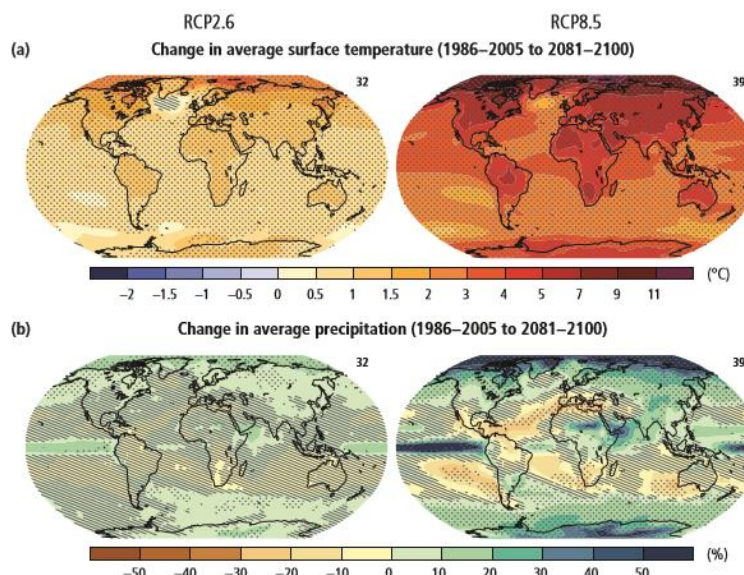 RCP2.6 RCP8.5
(a) Change in average surface temperature (1986–2005 to 2081–2100)
32 39
(°C)
−2 −1.5 −1 −0.5 0 0.5 1 1.5 2 3 4 5 7 9 11
(b) Change in average precipitation (1986–2005 to 2081–2100)
32 39
(%)
−50 −40 −30 −20 −10 0 10 20 30 40 50